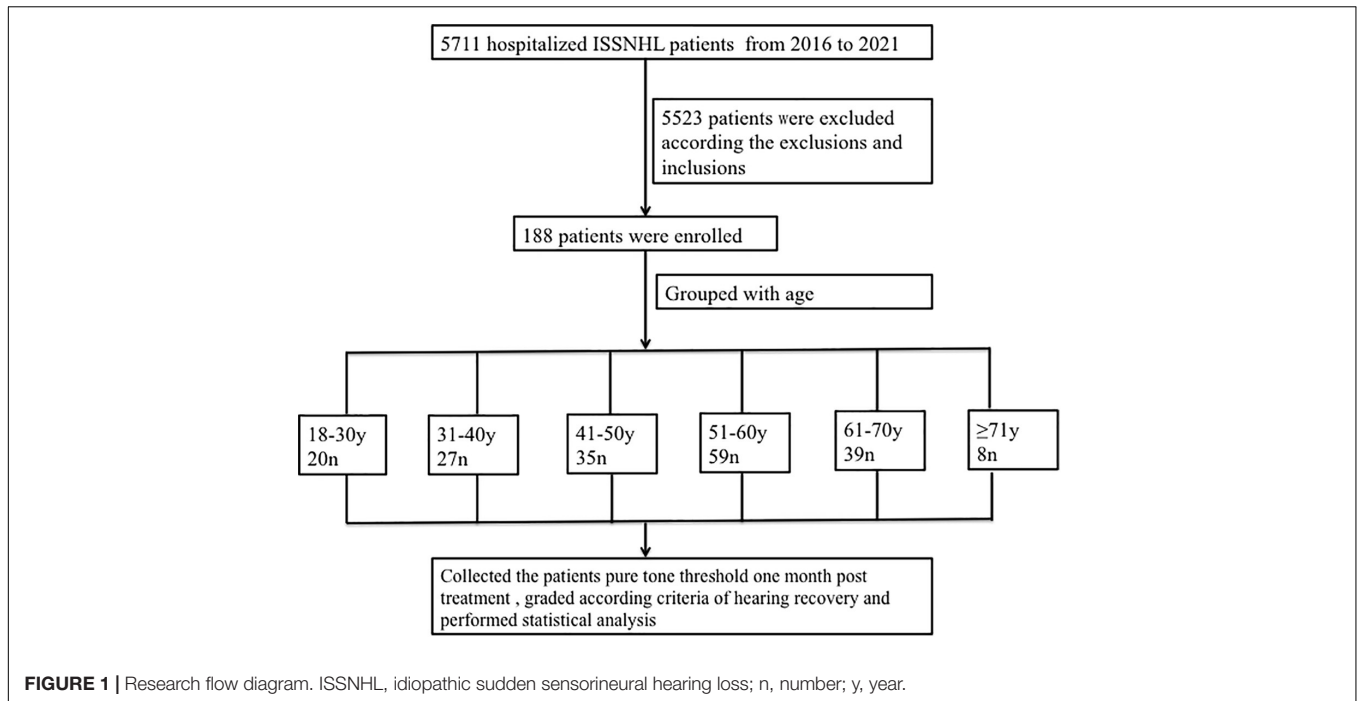 5711 hospitalized ISSNHL patients from 2016 to 2021
5523 patients were excluded
according the exclusions and
inclusions
188 patients were enrolled
Grouped with age
18-30y
20n
31-40y
27n
41-50y
35n
51-60y
59n
61-70y
39n
≥71y
8n
Collected the patients pure tone threshold one month post
treatment , graded according criteria of hearing recovery and
performed statistical analysis
FIGURE 1 | Research flow diagram. ISSNHL, idiopathic sudden sensorineural hearing loss; n, number; y, year.